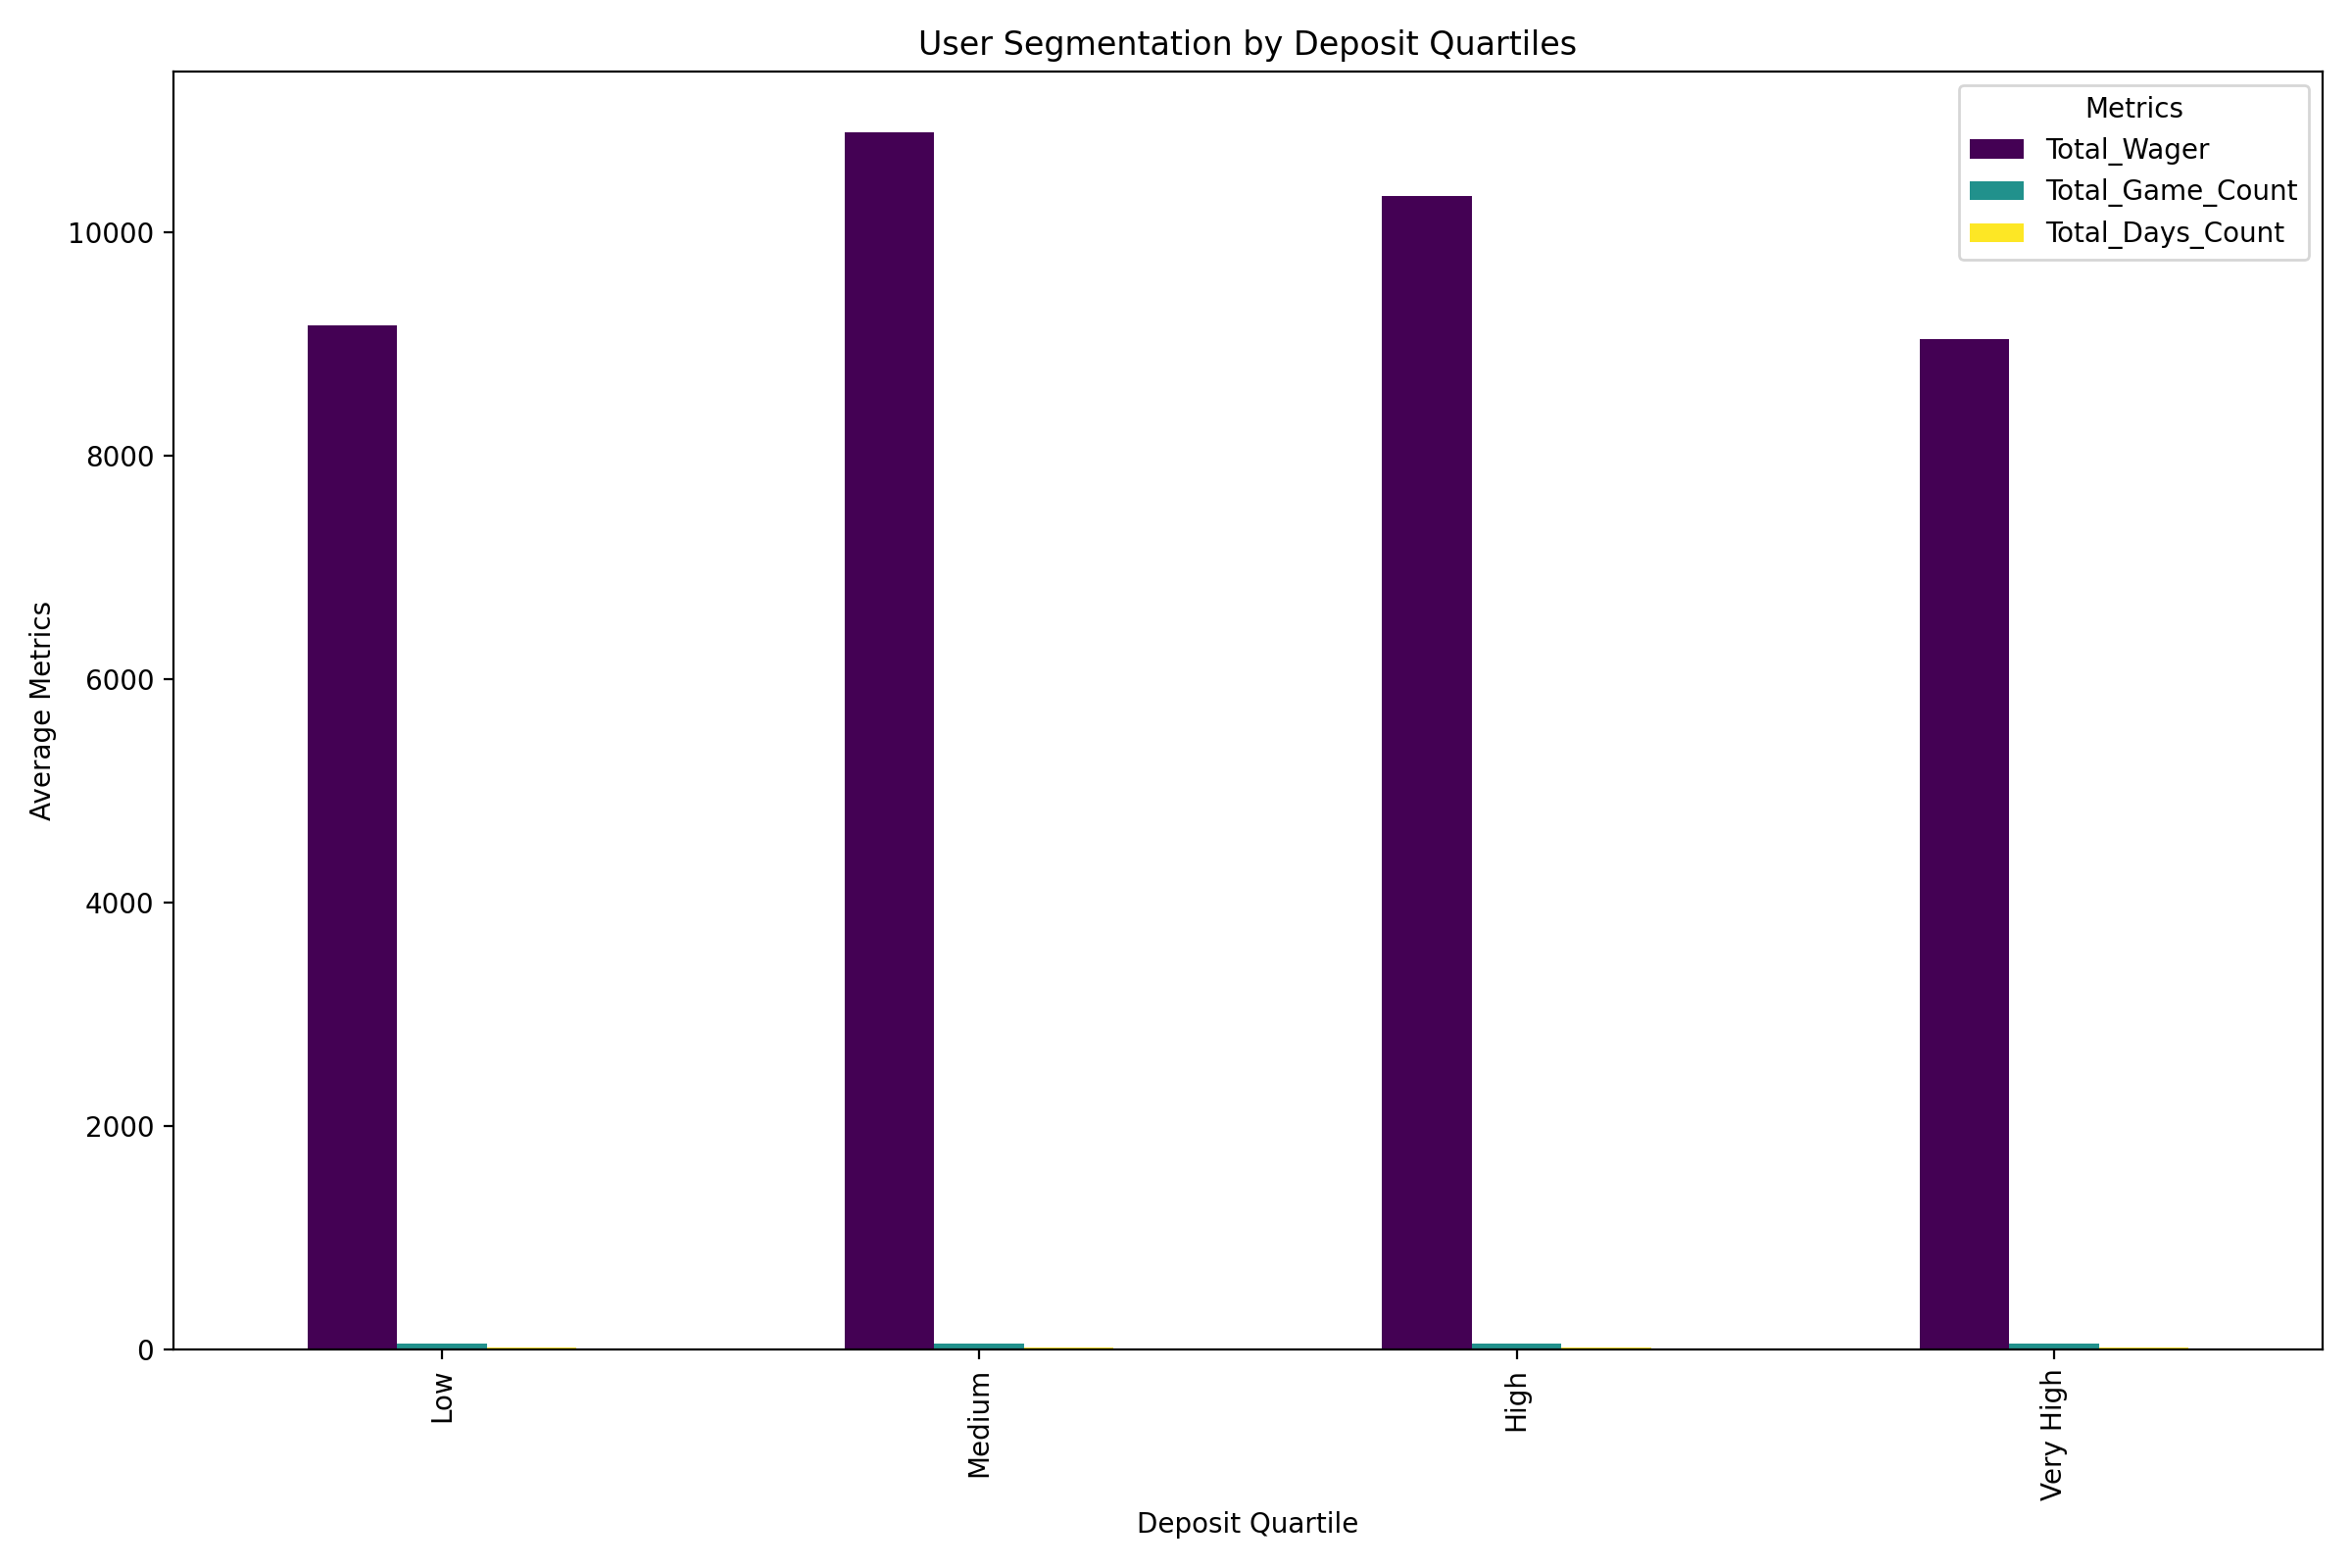 User Segmentation by Deposit Quartiles
Metrics
Total_Wager
Total_Game_Count
Total_Days_Count
Average Metrics
10000
8000
6000
4000
2000
0
Low
Medium
High
Very High
Deposit Quartile